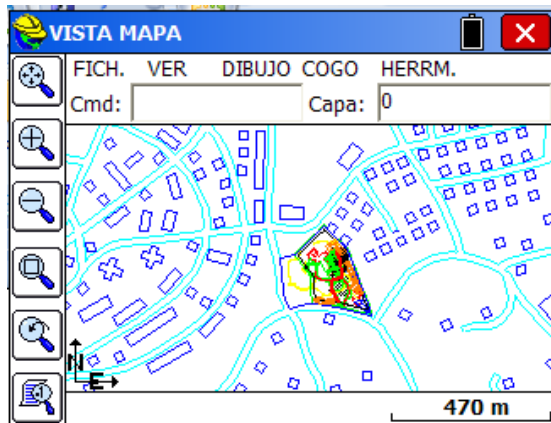 VISTA MAPA
FICH. VER DIBUJO COGO HERRM.
Cmd: Capa: 0
N
E
470 m